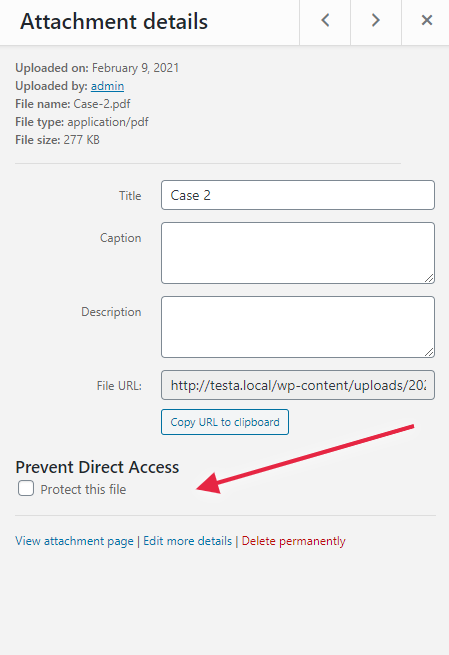 Attachment details
Uploaded on: February 9, 2021
Uploaded by: admin
File name: Case-2.pdf
File type: application/pdf
File size: 277 KB
Title Case 2
Caption
Description
File URL: http://testa.local/wp-content/uploads/202
Copy URL to clipboard
Prevent Direct Access
Protect this file
View attachment page | Edit more details | Delete permanently